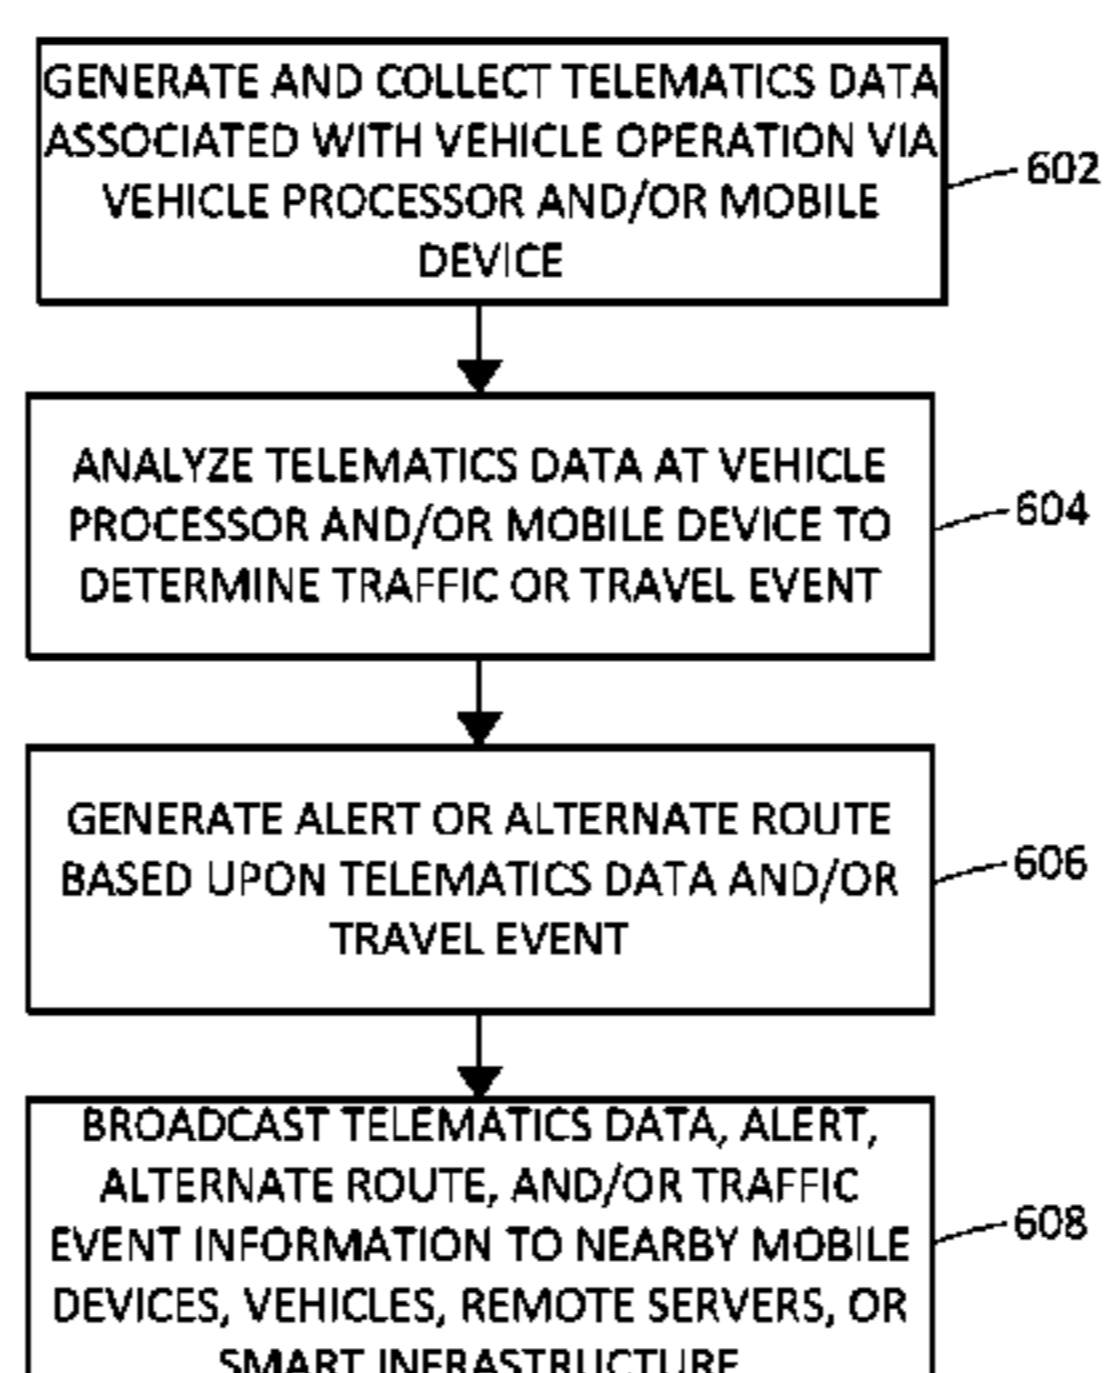 GENERATE AND COLLECT TELEMATICS DATA
ASSOCIATED WITH VEHICLE OPERATION VIA
VEHICLE PROCESSOR AND/OR MOBILE
DEVICE
602
ANALYZE TELEMATICS DATA AT VEHICLE
PROCESSOR AND/OR MOBILE DEVICE TO
DETERMINE TRAFFIC OR TRAVEL EVENT
604
GENERATE ALERT OR ALTERNATE ROUTE
BASED UPON TELEMATICS DATA AND/OR
TRAVEL EVENT
606
BROADCAST TELEMATICS DATA, ALERT,
ALTERNATE ROUTE, AND/OR TRAFFIC
EVENT INFORMATION TO NEARBY MOBILE
DEVICES, VEHICLES, REMOTE SERVERS, OR
SMART INFRASTRUCTURE
608